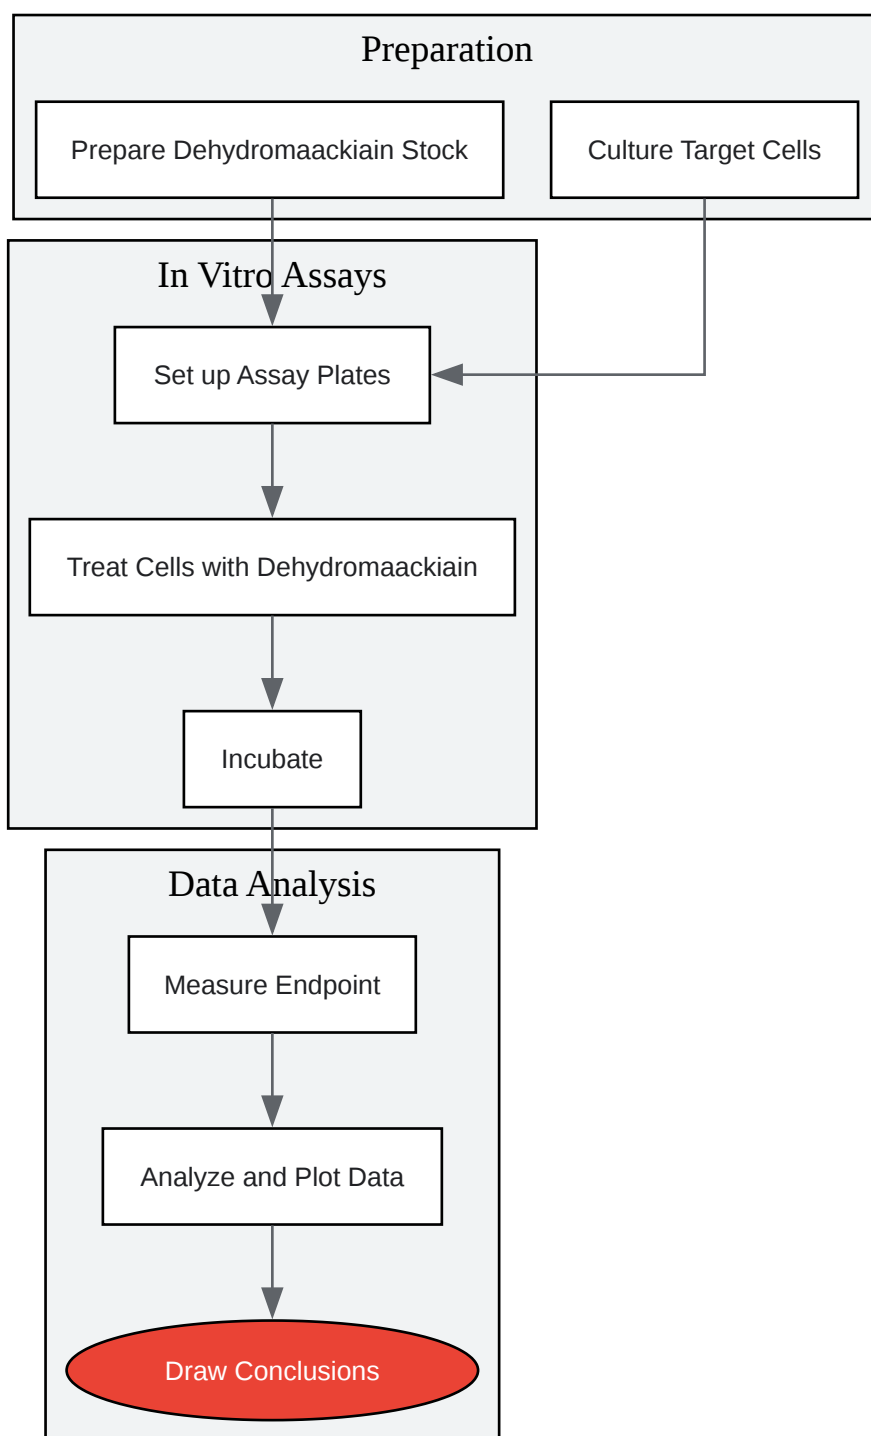 Preparation
Prepare Dehydromaackiain Stock
Culture Target Cells
In Vitro Assays
Set up Assay Plates
Treat Cells with Dehydromaackiain
Incubate
Data Analysis
Measure Endpoint
Analyze and Plot Data
Draw Conclusions